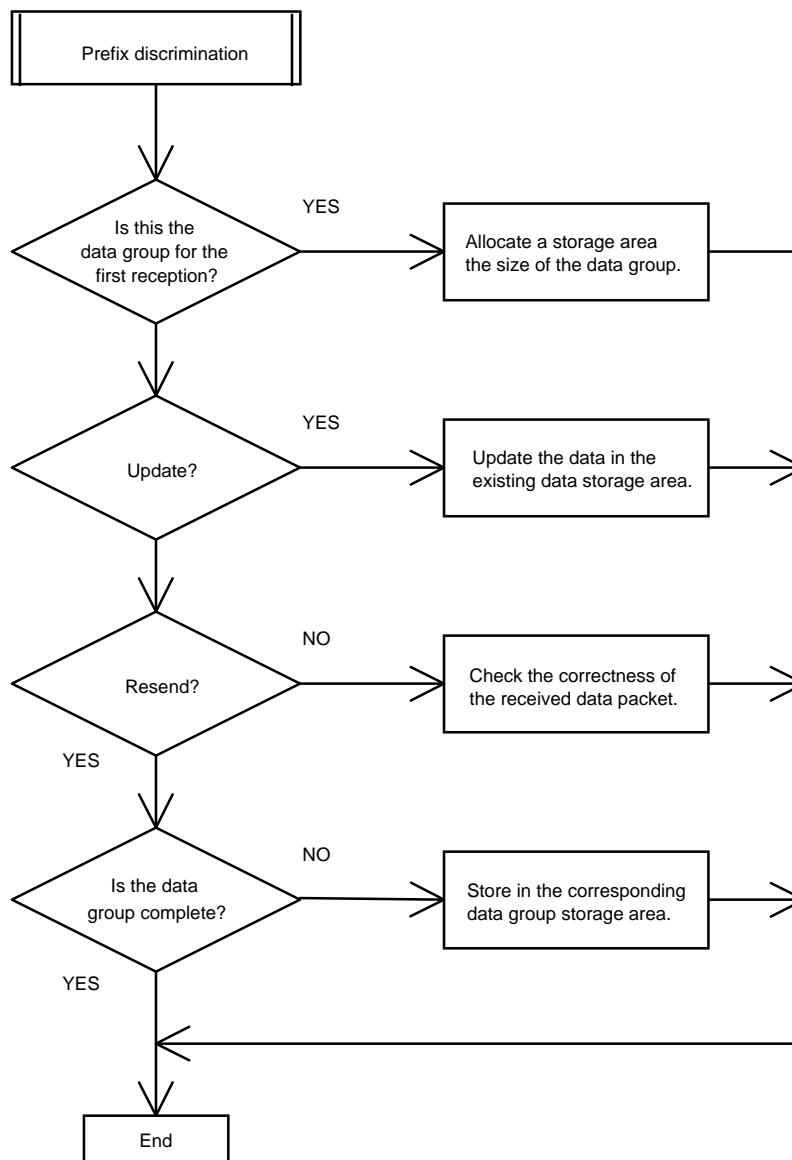 Prefix discrimination
YES
Is this the
data group for the
first reception?
Allocate a storage area
the size of the data group.
YES
Update?
Update the data in the
existing data storage area.
NO
Resend?
Check the correctness of
the received data packet.
YES
NO
Is the data
group complete?
Store in the corresponding
data group storage area.
YES
End